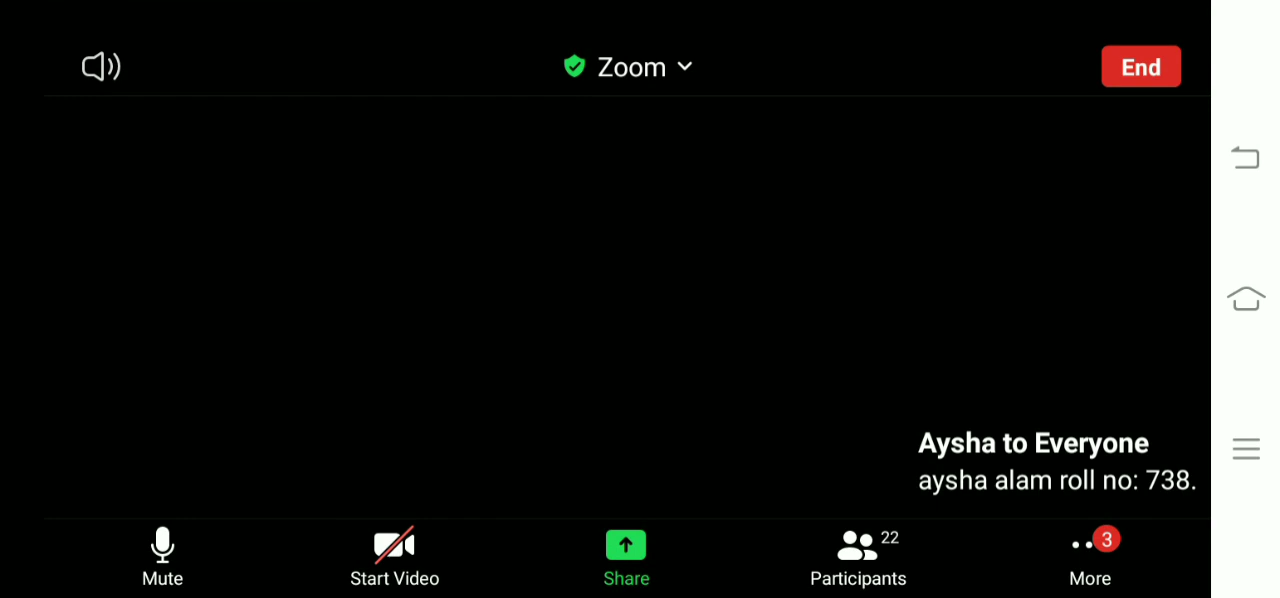 Zoom
End
Aysha to Everyone
aysha alam roll no: 738.
Mute
Start Video
Share
22
Participants
3
More